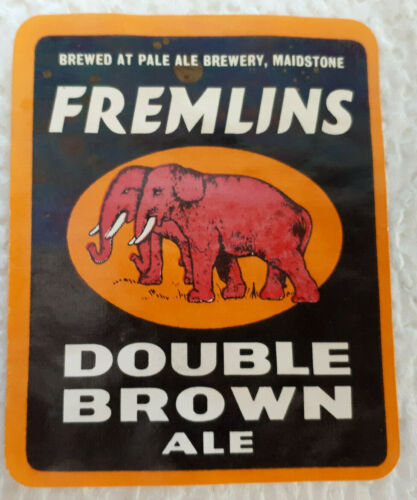 BREWED AT PALE ALE BREWERY, MAIDSTONE
FREMLINS
DOUBLE
BROWN
ALE